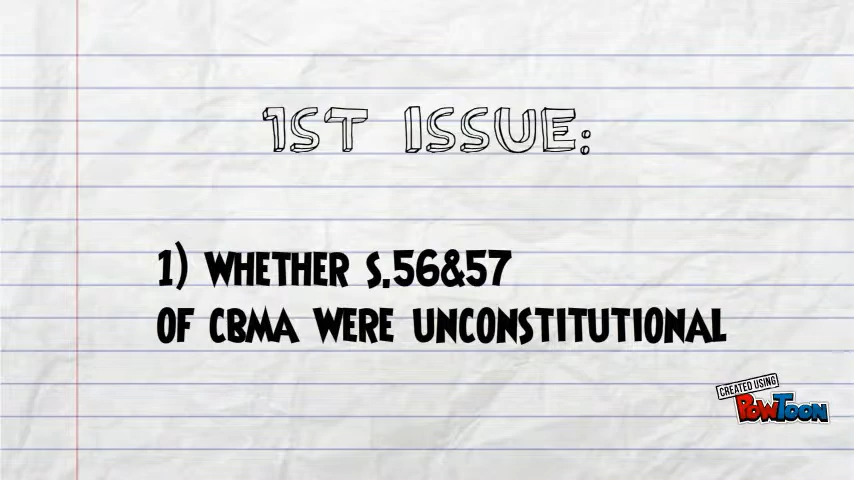 1ST ISSUE:
1) WHETHER S.56&57
OF CBMA WERE UNCONSTITUTIONAL
CREATED USING
POWTOON